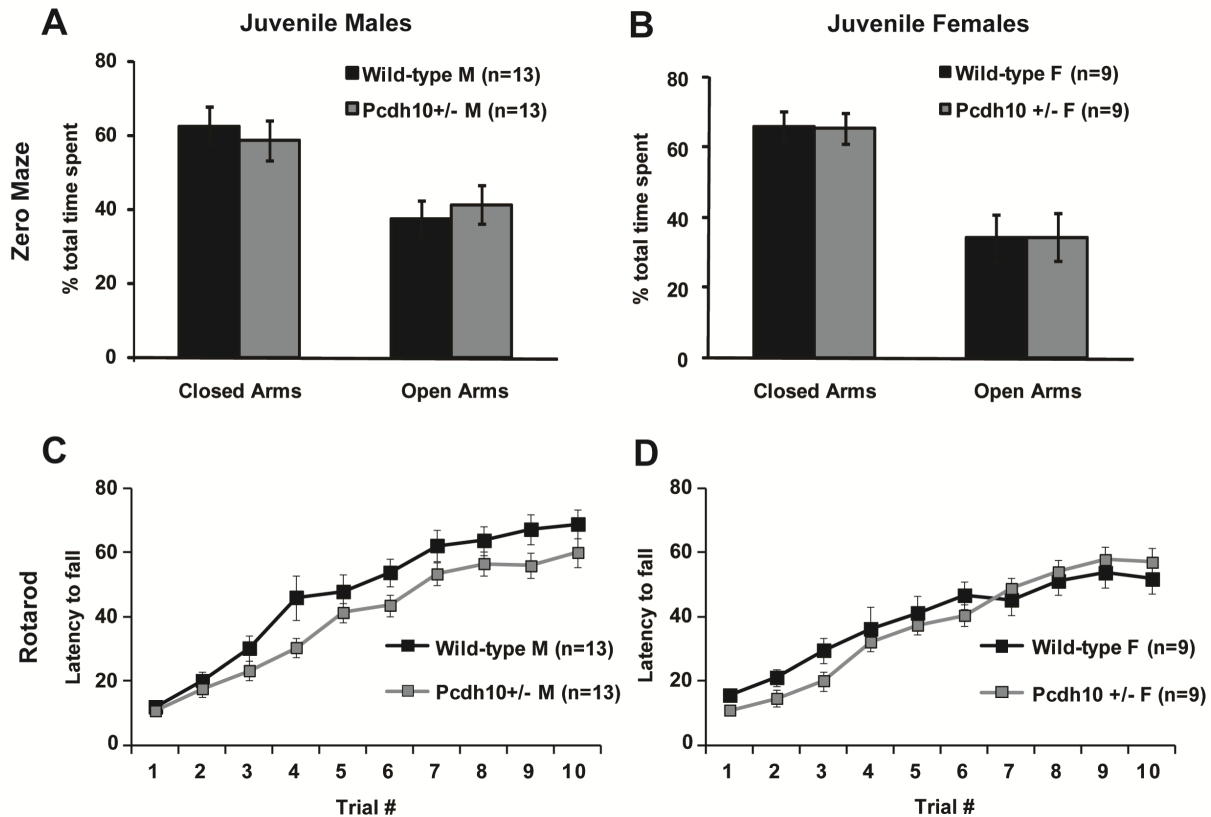 A
Juvenile Males
B
Juvenile Females
Zero Maze
% total time spent
80
60
40
20
0
Wild-type M (n=13)
Pcdh10+/- M (n=13)
Closed Arms
Open Arms
% total time spent
80
60
40
20
0
Wild-type F (n=9)
Pcdh10 +/- F (n=9)
Closed Arms
Open Arms
C
Rotarod
Latency to fall
80
60
40
20
0
Wild-type M (n=13)
Pcdh10+/- M (n=13)
1 2 3 4 5 6 7 8 9 10
Trial #
D
Latency to fall
80
60
40
20
0
Wild-type F (n=9)
Pcdh10 +/- F (n=9)
1 2 3 4 5 6 7 8 9 10
Trial #